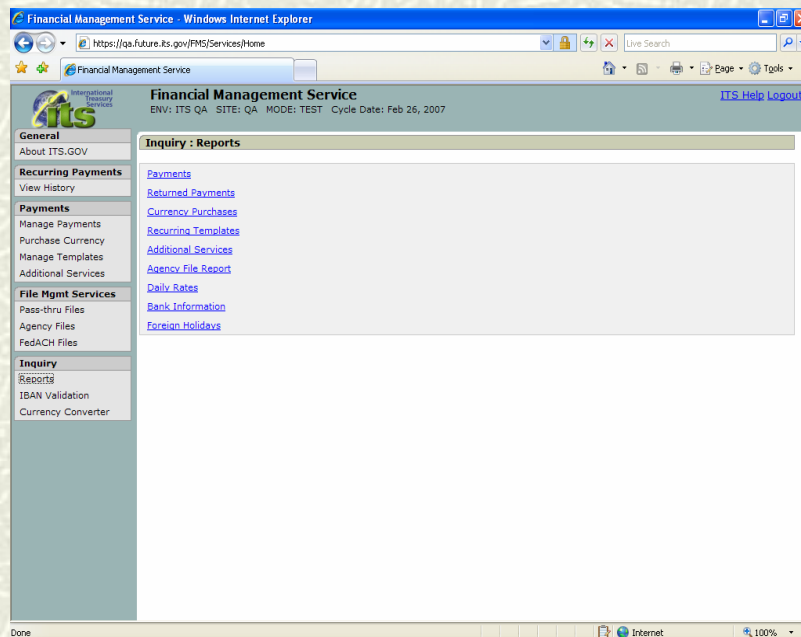 Financial Management Service - Windows Internet Explorer
https://qa.future.its.gov/FMS/Services/Home
Live Search
Financial Management Service
Page
Tools
International
Treasury
Services
its
Financial Management Service
ENV: ITS QA SITE: QA MODE: TEST Cycle Date: Feb 26, 2007
ITS Help Logout
General
About ITS.GOV
Recurring Payments
View History
Payments
Manage Payments
Purchase Currency
Manage Templates
Additional Services
File Mgmt Services
Pass-thru Files
Agency Files
FedACH Files
Inquiry
Reports
IBAN Validation
Currency Converter
Inquiry : Reports
Payments
Returned Payments
Currency Purchases
Recurring Templates
Additional Services
Agency File Report
Daily Rates
Bank Information
Foreign Holidays
Done
Internet
100%